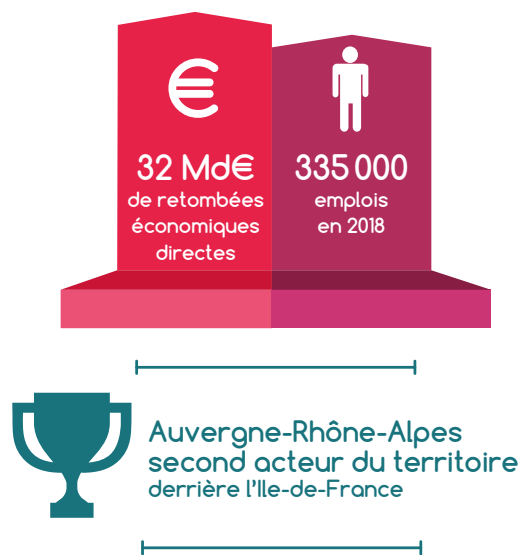 €
32 Md€
de retombées
économiques
directes
335 000
emplois
en 2018
Auvergne-Rhône-Alpes
second acteur du territoire
derrière l'Ile-de-France